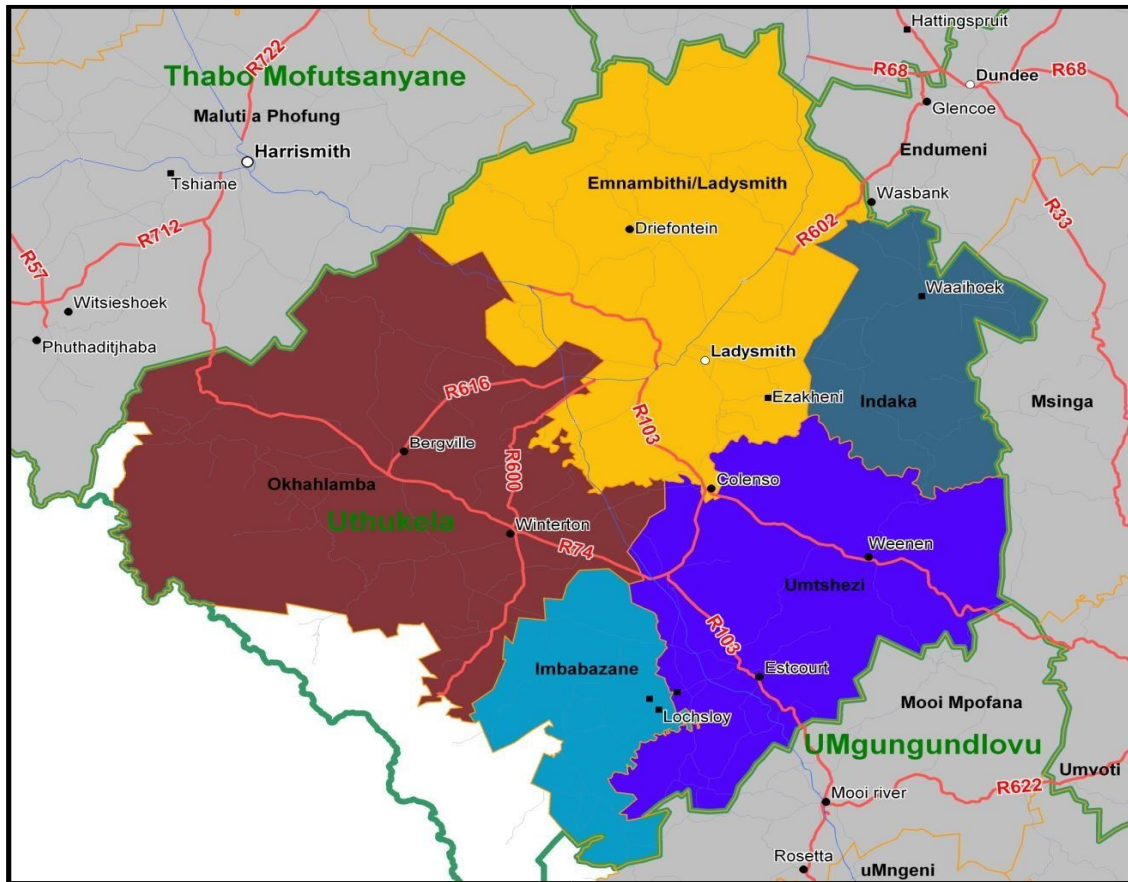 Hattingspruit
R722
Thabo Mofutsanyane
R68
Dundee
R68
Maluti a Phofung
Glencoe
Harrismith
Endumeni
Tshiame
Emnambithi/Ladysmith
Wasbank
R712
Driefontein
R602
R33
R57
Witsieshoek
Waaihoek
Phuthaditjhaba
Ladysmith
R616
Ezakheni
Indaka
Msinga
R103
Bergville
R600
Okhahlamba
Colenso
Uthukela
Winterton
R74
Weenen
Umtshezi
R103
Imbabazane
Estcourt
Mooi Mpofana
Lochsloy
UMgungundlovu
Umvoti
R622
Mooi river
Rosetta
uMngeni